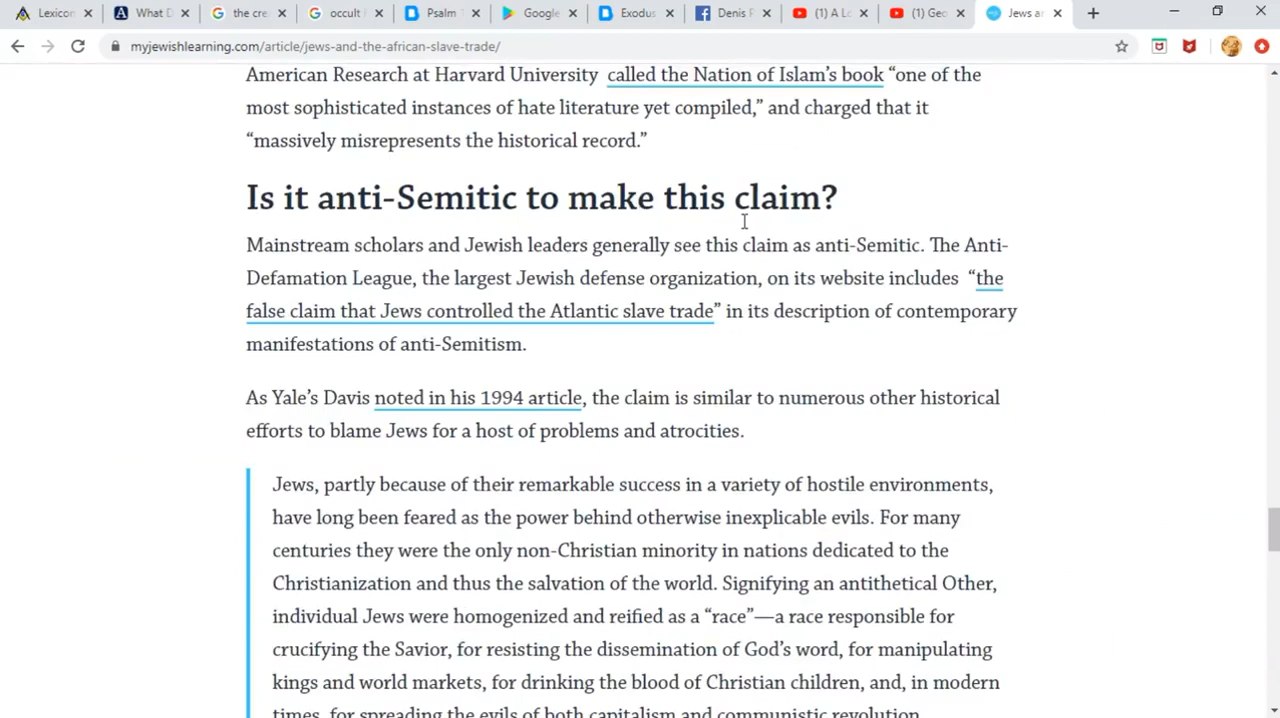 Lexicon
What D
the cre
occult
Psalm
Google
Exodus
Denis
(1) A L
(1) Geo
Jews a
myjewishlearning.com/article/jews-and-the-african-slave-trade/
American Research at Harvard University called the Nation of Islam’s book “one of the
most sophisticated instances of hate literature yet compiled,” and charged that it
“massively misrepresents the historical record.”
Is it anti-Semitic to make this claim?
Mainstream scholars and Jewish leaders generally see this claim as anti-Semitic. The Anti-
Defamation League, the largest Jewish defense organization, on its website includes “the
false claim that Jews controlled the Atlantic slave trade” in its description of contemporary
manifestations of anti-Semitism.
As Yale’s Davis noted in his 1994 article, the claim is similar to numerous other historical
efforts to blame Jews for a host of problems and atrocities.
Jews, partly because of their remarkable success in a variety of hostile environments,
have long been feared as the power behind otherwise inexplicable evils. For many
centuries they were the only non-Christian minority in nations dedicated to the
Christianization and thus the salvation of the world. Signifying an antithetical Other,
individual Jews were homogenized and reified as a “race”—a race responsible for
crucifying the Savior, for resisting the dissemination of God’s word, for manipulating
kings and world markets, for drinking the blood of Christian children, and, in modern
times, for spreading the evils of both capitalism and communistic revolution.